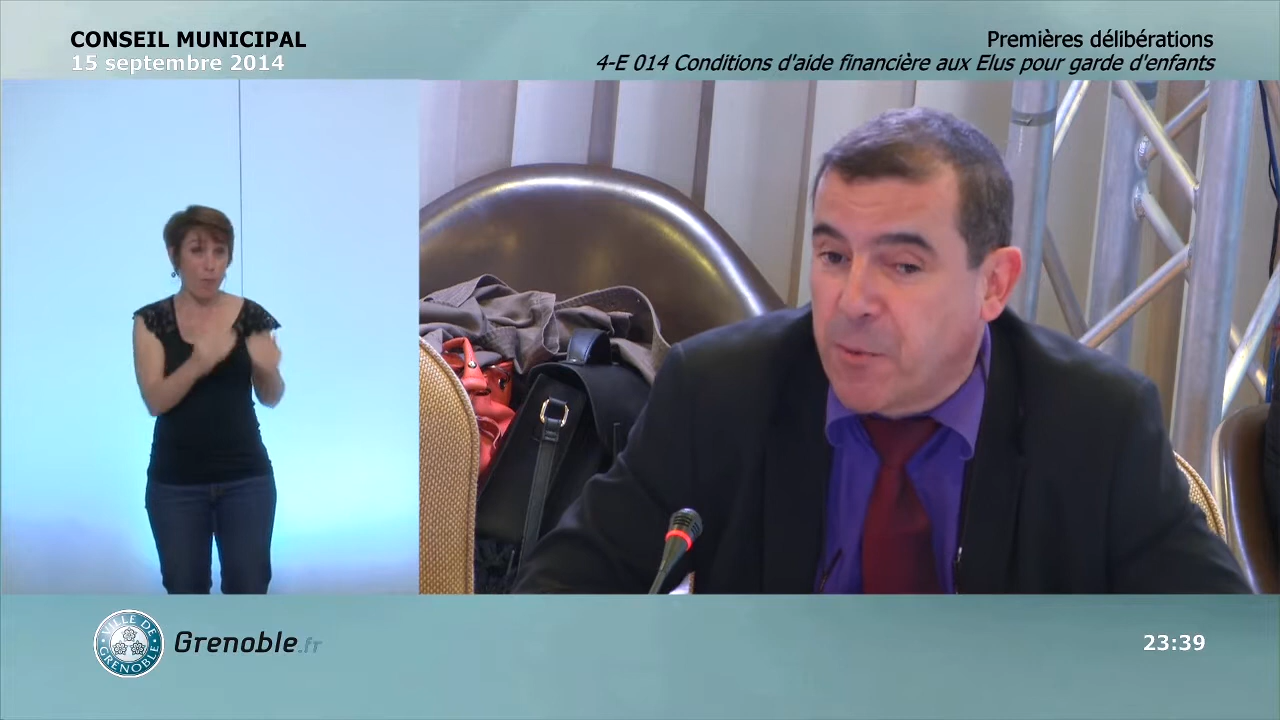 CONSEIL MUNICIPAL
15 septembre 2014
Premières délibérations
4-E 014 Conditions d'aide financière aux Elus pour garde d'enfants
VILLE DE GRENOBLE
Grenoble.fr
23:39